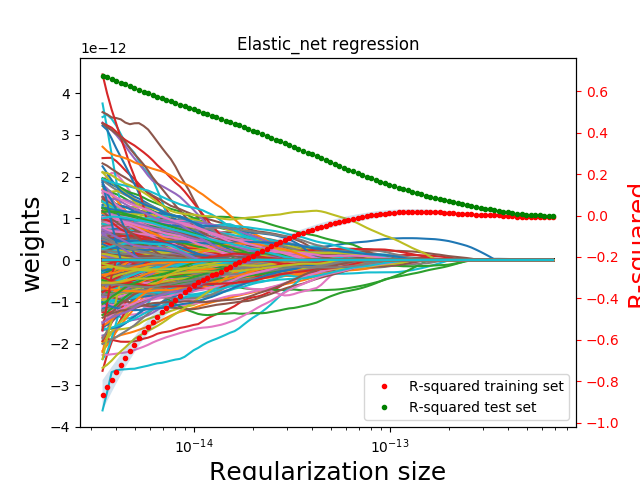 Elastic_net regression
1e−12
4
3
2
1
0
−1
−2
−3
−4
weights
10−14
10−13
Regularization size
0.6
0.4
0.2
0.0
−0.2
−0.4
−0.6
−0.8
−1.0
R-squared
R-squared training set
R-squared test set